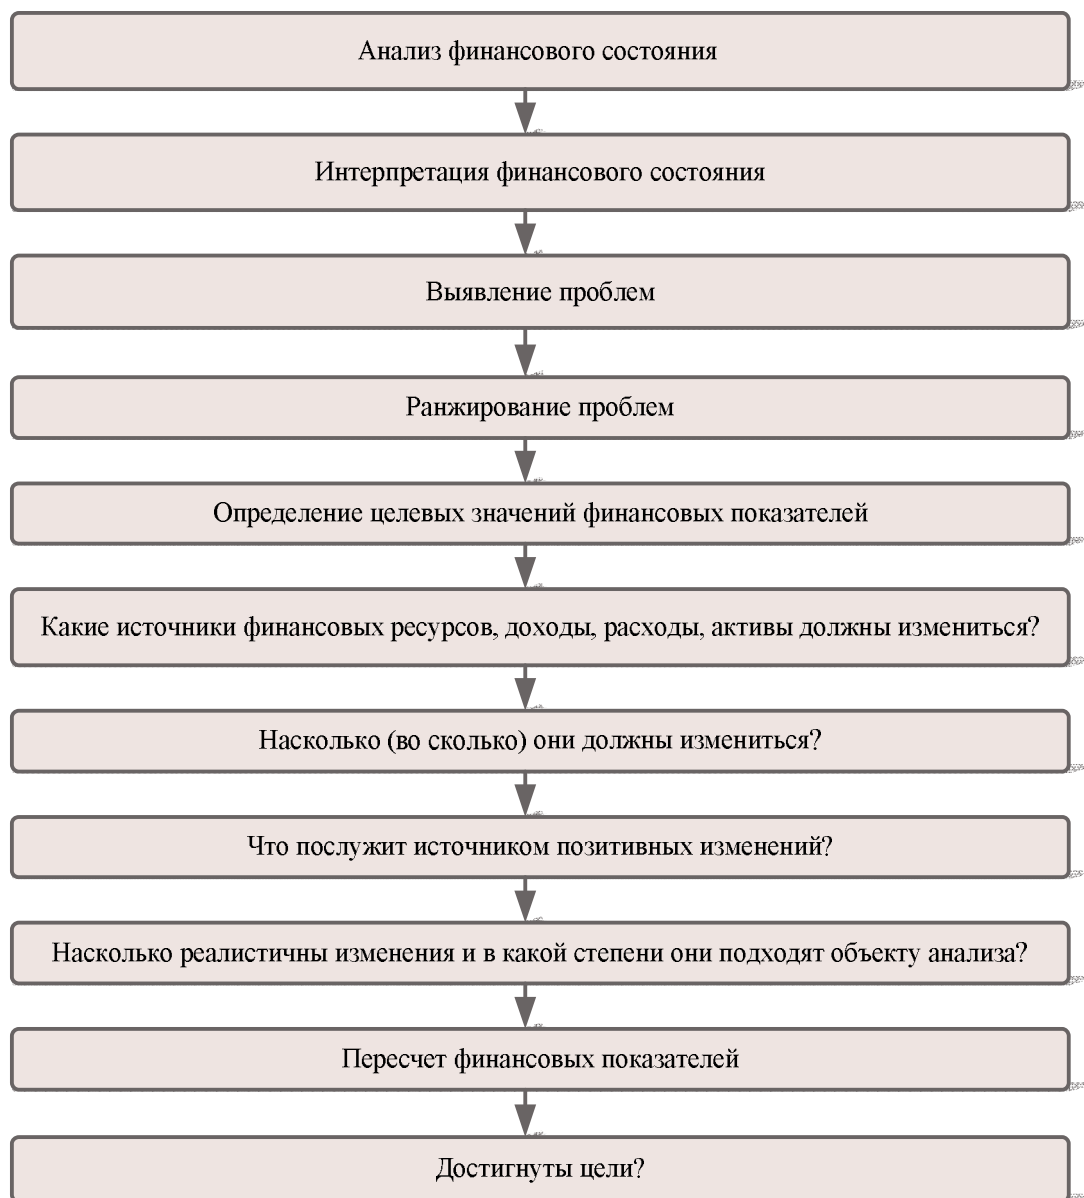 Анализ финансового состояния
Интерпретация финансового состояния
Выявление проблем
Ранжирование проблем
Определение целевых значений финансовых показателей
Какие источники финансовых ресурсов, доходы, расходы, активы должны измениться?
Насколько (во сколько) они должны измениться?
Что послужит источником позитивных изменений?
Насколько реалистичны изменения и в какой степени они подходят объекту анализа?
Пересчет финансовых показателей
Достигнуты цели?